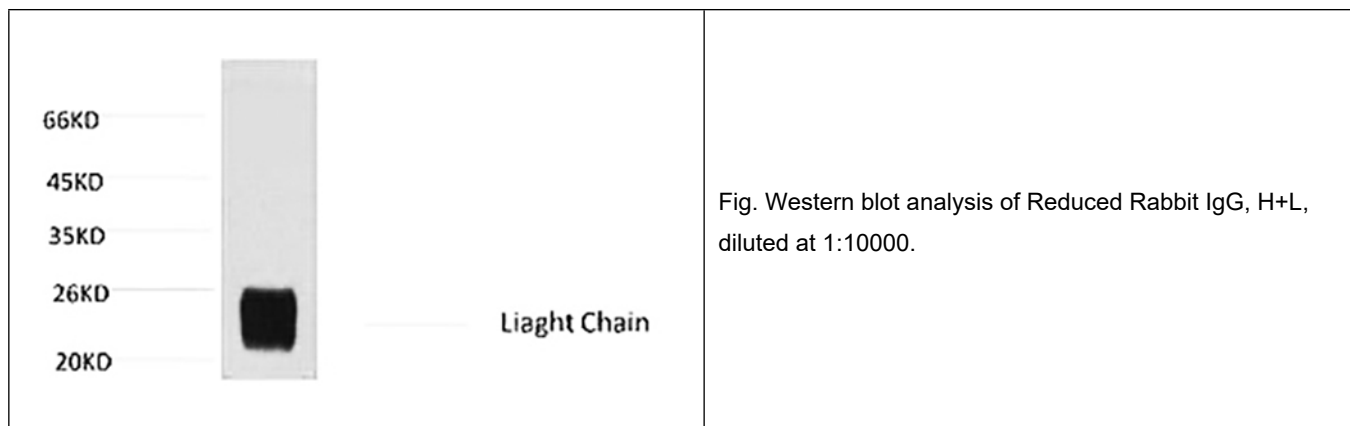 66KD
45KD
35KD
26KD
20KD
Liaght Chain
Fig. Western blot analysis of Reduced Rabbit IgG, H+L,
diluted at 1:10000.